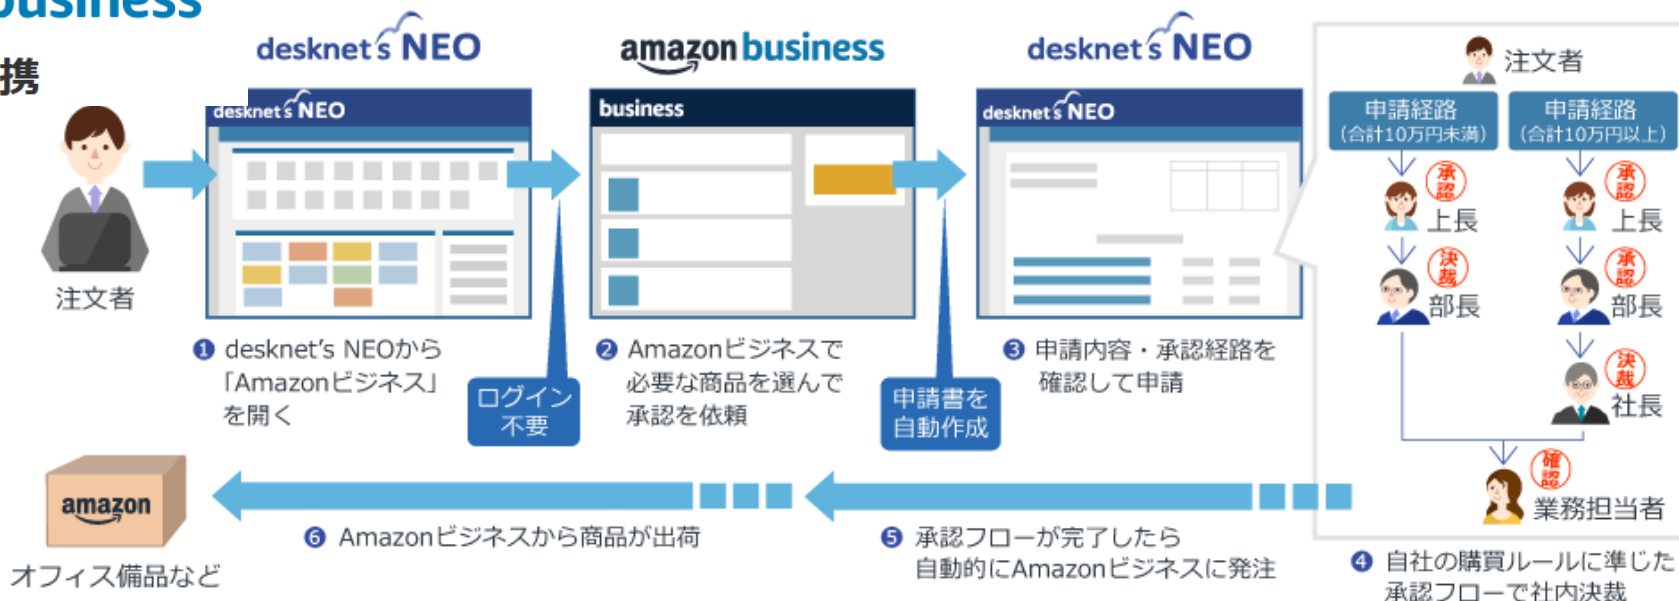 business
携
desknet's NEO
amazon business
desknet's NEO
desknet's NEO
business
desknet's NEO
注文者
❶ desknet's NEOから
「Amazonビジネス」
を開く
ログイン
不要
❷ Amazonビジネスで
必要な商品を選んで
承認を依頼
申請書を
自動作成
❸ 申請内容・承認経路を
確認して申請
注文者
申請経路
(合計10万円未満)
承認
上長
決裁
部長
申請経路
(合計10万円以上)
承認
上長
承認
部長
決裁
社長
確認
業務担当者
❹ 自社の購買ルールに準じた
承認フローで社内決裁
❺ 承認フローが完了したら
自動的にAmazonビジネスに発注
❻ Amazonビジネスから商品が出荷
amazon
オフィス備品など